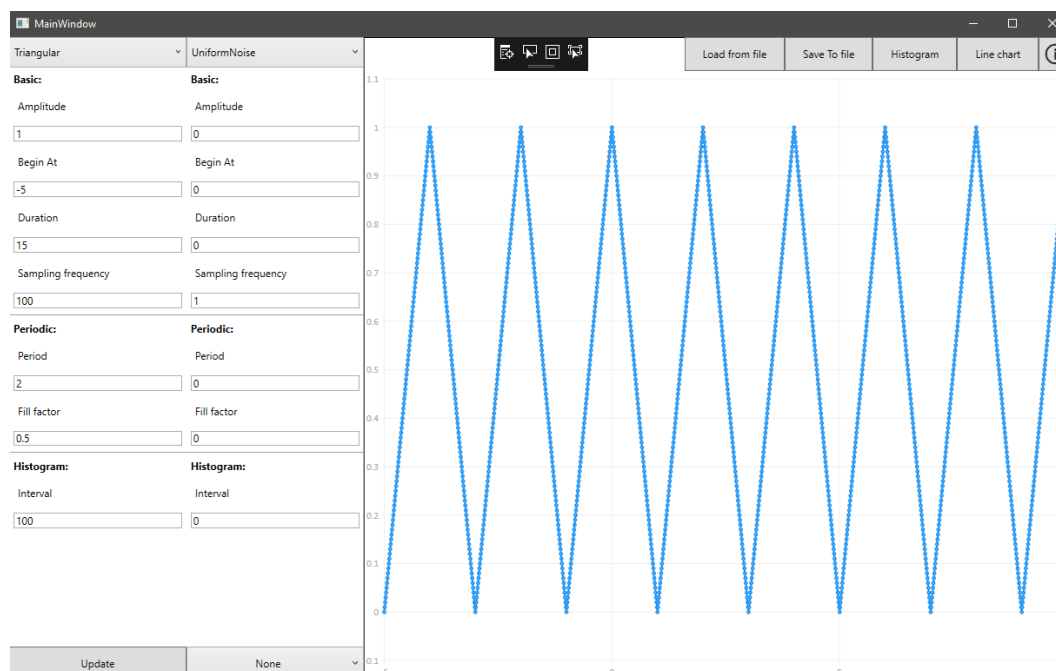 MainWindow
Triangular UniformNoise Load from file Save To file Histogram Line chart
Basic: Basic:
Amplitude Amplitude
1 0
Begin At Begin At
-5 0
Duration Duration
15 0
Sampling frequency Sampling frequency
100 1
Periodic: Periodic:
Period Period
2 0
Fill factor Fill factor
0.5 0
Histogram: Histogram:
Interval Interval
100 0
Update None
1.1
1
0.9
0.8
0.7
0.6
0.5
0.4
0.3
0.2
0.1
0
-0.1